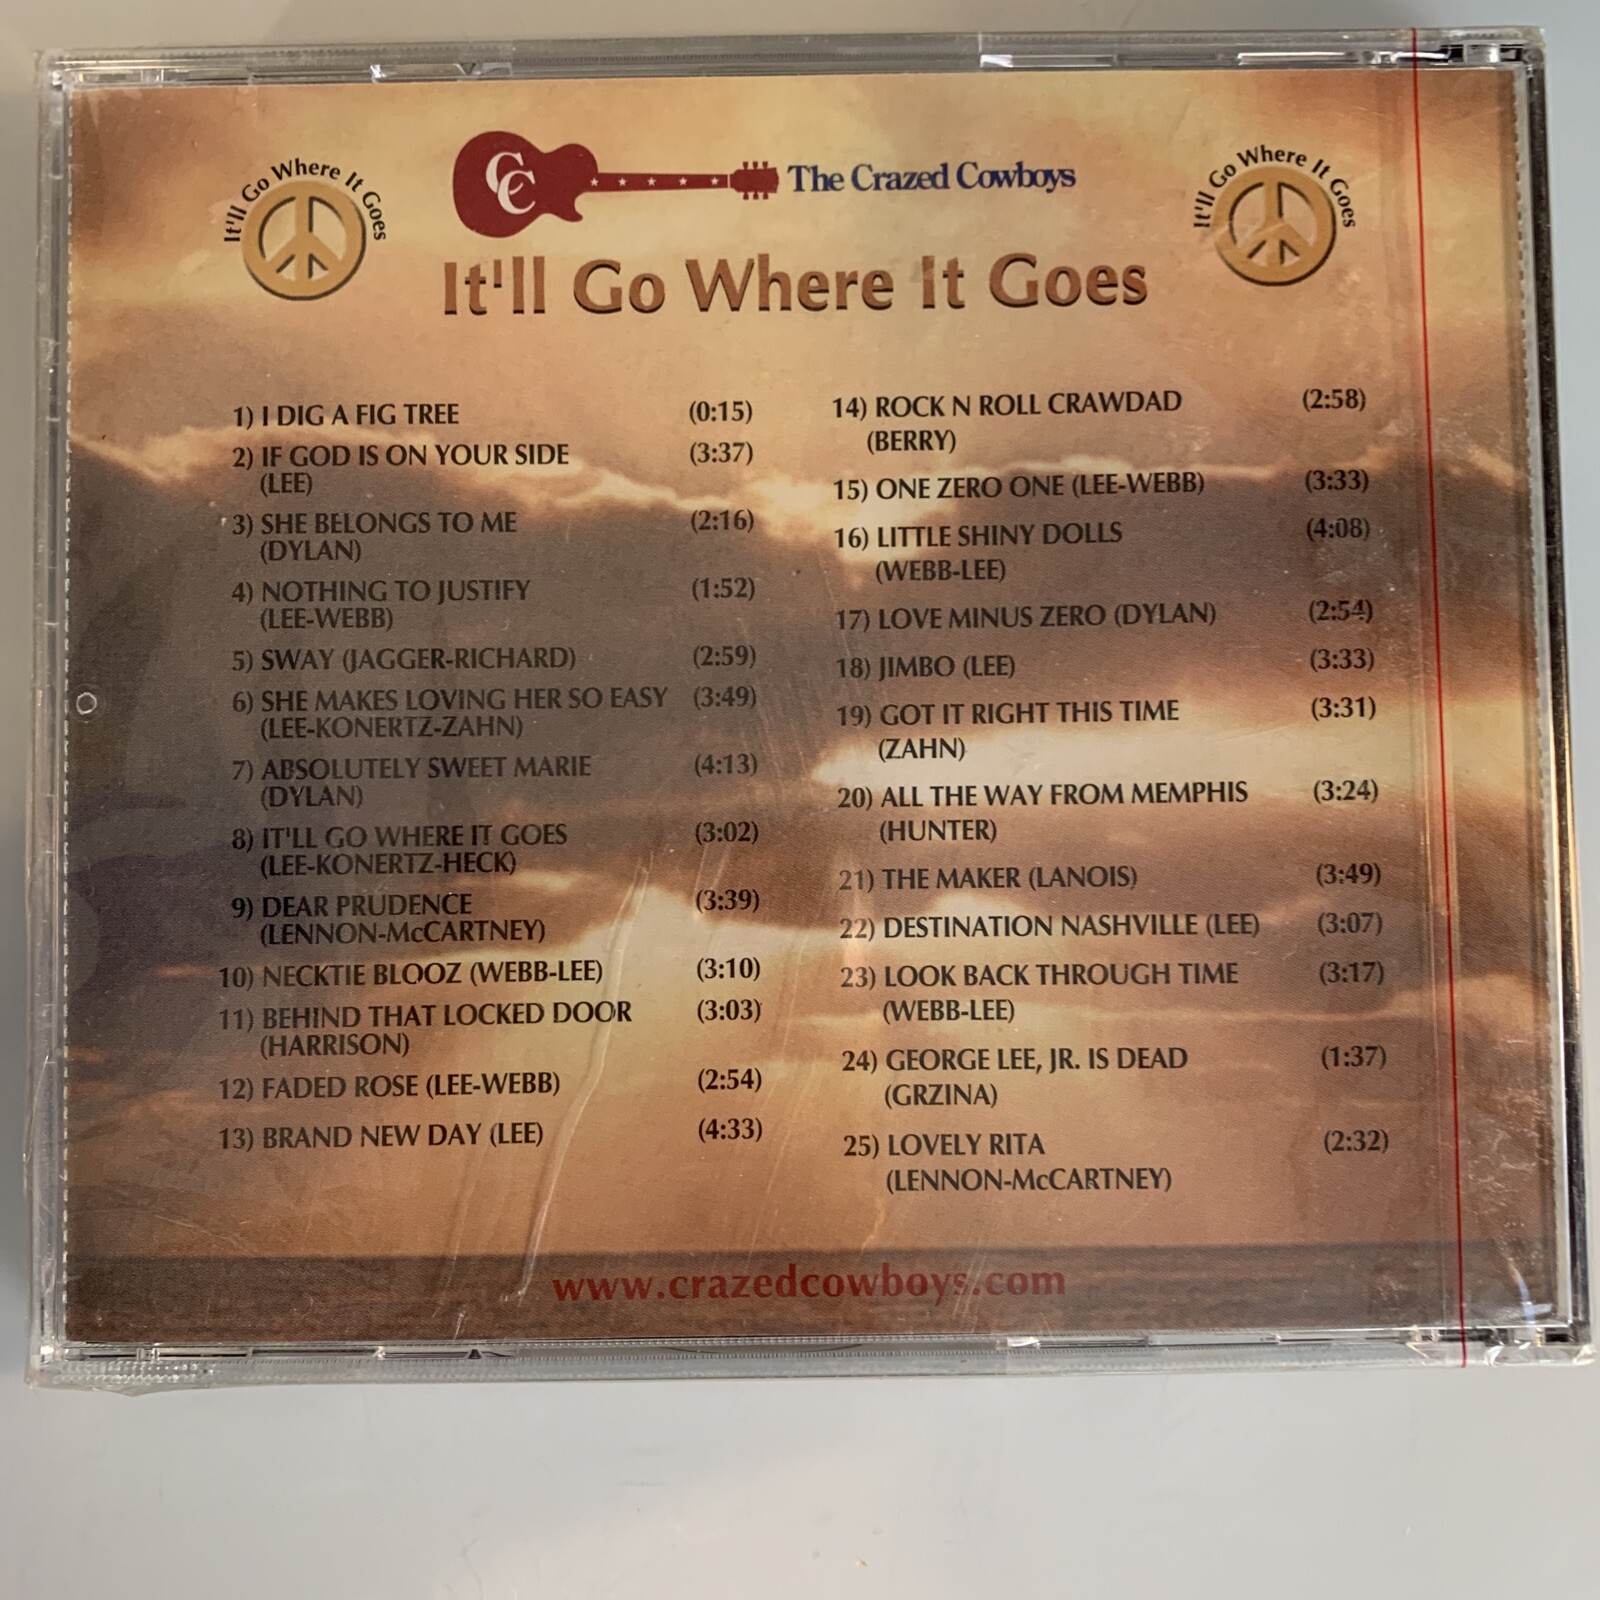 It'll Go Where It Goes
CC The Crazed Cowboys
It'll Go Where It Goes
It'll Go Where It Goes
1) I DIG A FIG TREE (0:15)
2) IF GOD IS ON YOUR SIDE (3:37)
(LEE)
3) SHE BELONGS TO ME (2:16)
(DYLAN)
4) NOTHING TO JUSTIFY (1:52)
(LEE-WEBB)
5) SWAY (JAGGER-RICHARD) (2:59)
6) SHE MAKES LOVING HER SO EASY (3:49)
(LEE-KONERTZ-ZAHN)
7) ABSOLUTELY SWEET MARIE (4:13)
(DYLAN)
8) IT'LL GO WHERE IT GOES (3:02)
(LEE-KONERTZ-HECK)
9) DEAR PRUDENCE (3:39)
(LENNON-McCARTNEY)
10) NECKTIE BLOOZ (WEBB-LEE) (3:10)
11) BEHIND THAT LOCKED DOOR (3:03)
(HARRISON)
12) FADED ROSE (LEE-WEBB) (2:54)
13) BRAND NEW DAY (LEE) (4:33)
14) ROCK N ROLL CRAWDAD (2:58)
(BERRY)
15) ONE ZERO ONE (LEE-WEBB) (3:33)
16) LITTLE SHINY DOLLS (4:08)
(WEBB-LEE)
17) LOVE MINUS ZERO (DYLAN) (2:54)
18) JIMBO (LEE) (3:33)
19) GOT IT RIGHT THIS TIME (3:31)
(ZAHN)
20) ALL THE WAY FROM MEMPHIS (3:24)
(HUNTER)
21) THE MAKER (LANOIS) (3:49)
22) DESTINATION NASHVILLE (LEE) (3:07)
23) LOOK BACK THROUGH TIME (3:17)
(WEBB-LEE)
24) GEORGE LEE, JR. IS DEAD (1:37)
(GRZINA)
25) LOVELY RITA (2:32)
(LENNON-McCARTNEY)
www.crazedcowboys.com